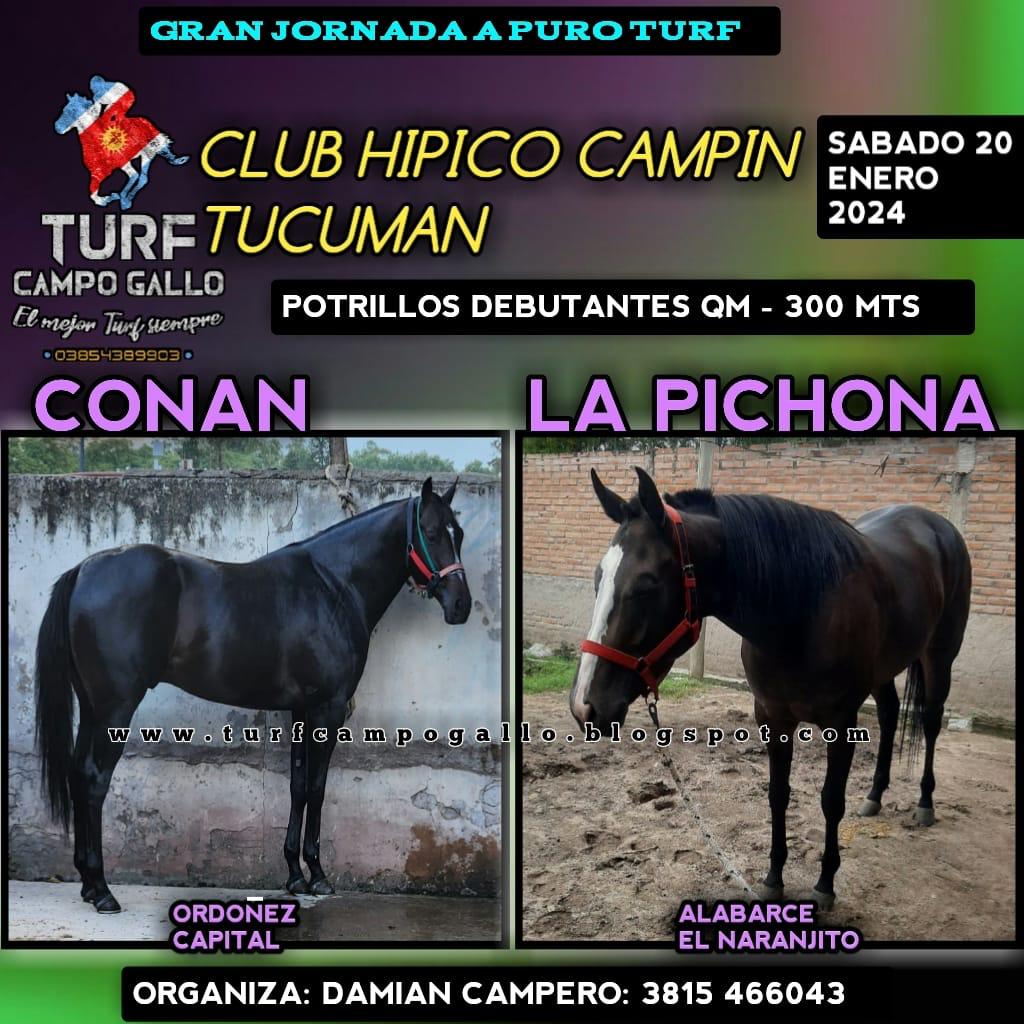 GRAN JORNADA A PURO TURF
CLUB HIPICO CAMPIN
TUCUMAN
SABADO 20
ENERO
2024
TURF
CAMPO GALLO
El mejor Turf siempre
• 03854389903 •
POTRILLOS DEBUTANTES QM - 300 MTS
CONAN
LA PICHONA
www.turfcampogallo.blogspot.com
ORDOÑEZ
CAPITAL
ALABARCE
EL NARANJITO
ORGANIZA: DAMIAN CAMPERO: 3815 466043